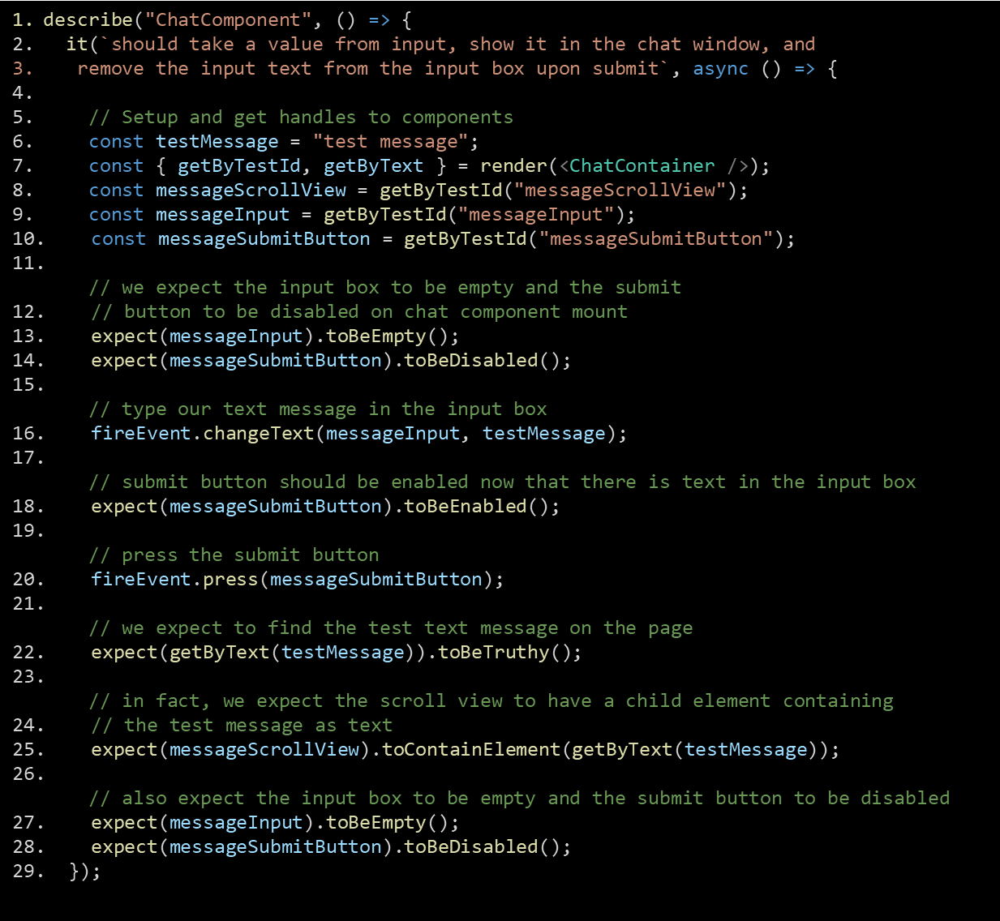 1. describe("ChatComponent", () => {
2.   it(`should take a value from input, show it in the chat window, and
3.    remove the input text from the input box upon submit`, async () => {
4.
5.     // Setup and get handles to components
6.     const testMessage = "test message";
7.     const { getByTestId, getByText } = render(<ChatContainer />);
8.     const messageScrollView = getByTestId("messageScrollView");
9.     const messageInput = getByTestId("messageInput");
10.    const messageSubmitButton = getByTestId("messageSubmitButton");
11.
       // we expect the input box to be empty and the submit
12.    // button to be disabled on chat component mount
13.    expect(messageInput).toBeEmpty();
14.    expect(messageSubmitButton).toBeDisabled();
15.
       // type our text message in the input box
16.    fireEvent.changeText(messageInput, testMessage);
17.
       // submit button should be enabled now that there is text in the input box
18.    expect(messageSubmitButton).toBeEnabled();
19.
       // press the submit button
20.    fireEvent.press(messageSubmitButton);
21.
       // we expect to find the test text message on the page
22.    expect(getByText(testMessage)).toBeTruthy();
23.
       // in fact, we expect the scroll view to have a child element containing
24.    // the test message as text
25.    expect(messageScrollView).toContainElement(getByText(testMessage));
26.
       // also expect the input box to be empty and the submit button to be disabled
27.    expect(messageInput).toBeEmpty();
28.    expect(messageSubmitButton).toBeDisabled();
29.  });